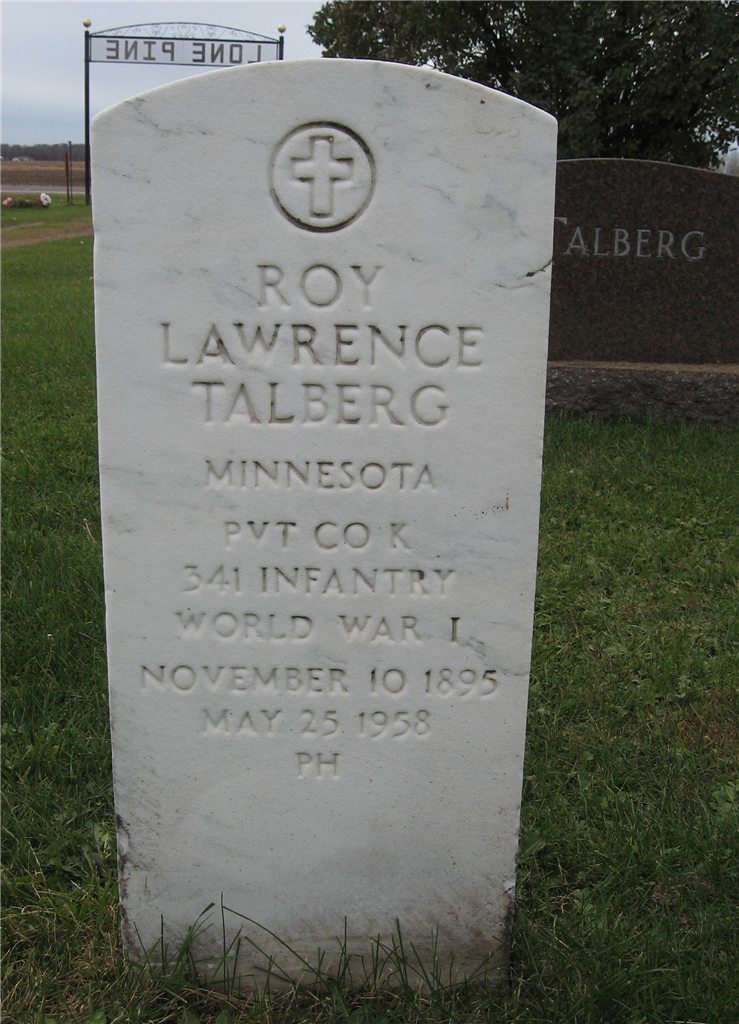 LONE PINE
TALBERG
ROY
LAWRENCE
TALBERG
MINNESOTA
PVT CO K
341 INFANTRY
WORLD WAR I
NOVEMBER 10 1895
MAY 25 1958
PH